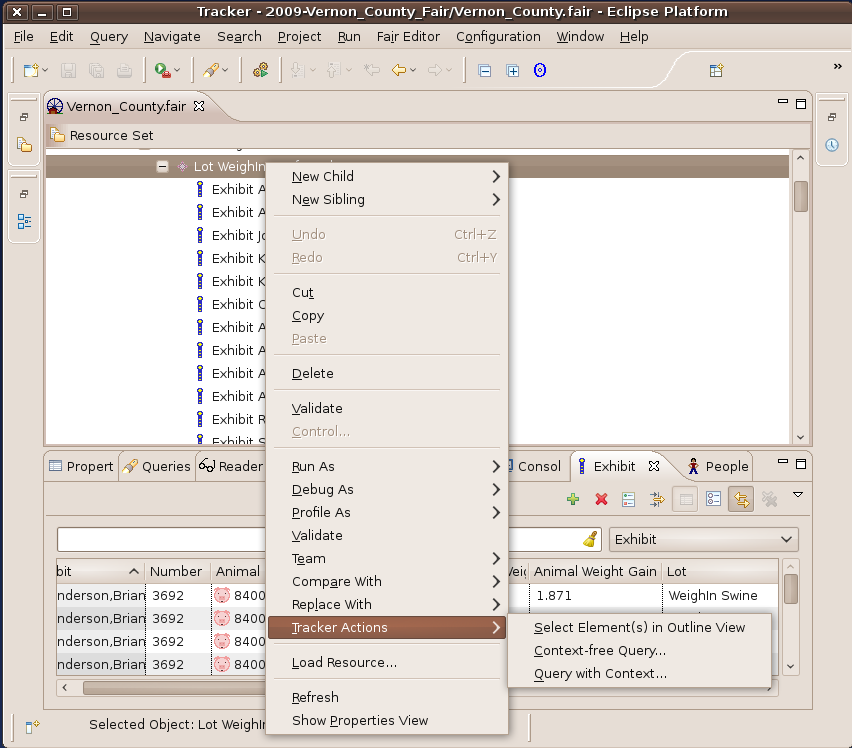 Tracker - 2009-Vernon_County_Fair/Vernon_County.fair - Eclipse Platform
File Edit Query Navigate Search Project Run Fair Editor Configuration Window Help
Vernon_County.fair
Resource Set
Lot WeighIn
Exhibit A
Exhibit A
Exhibit Jo
Exhibit K
Exhibit K
Exhibit C
Exhibit A
Exhibit A
Exhibit A
Exhibit A
Exhibit R
Exhibit S
New Child
New Sibling
Undo Ctrl+Z
Redo Ctrl+Y
Cut
Copy
Paste
Delete
Validate
Control...
Run As
Debug As
Profile As
Validate
Team
Compare With
Replace With
Tracker Actions
Load Resource...
Refresh
Show Properties View
Select Element(s) in Outline View
Context-free Query...
Query with Context...
Propert Queries Reader Consol Exhibit People
Exhibit
bit Number Animal Weig Animal Weight Gain Lot
nderson,Brian 3692 8400 1.871 WeighIn Swine
nderson,Brian 3692 8400
nderson,Brian 3692 8400
nderson,Brian 3692 8400
Selected Object: Lot WeighIn